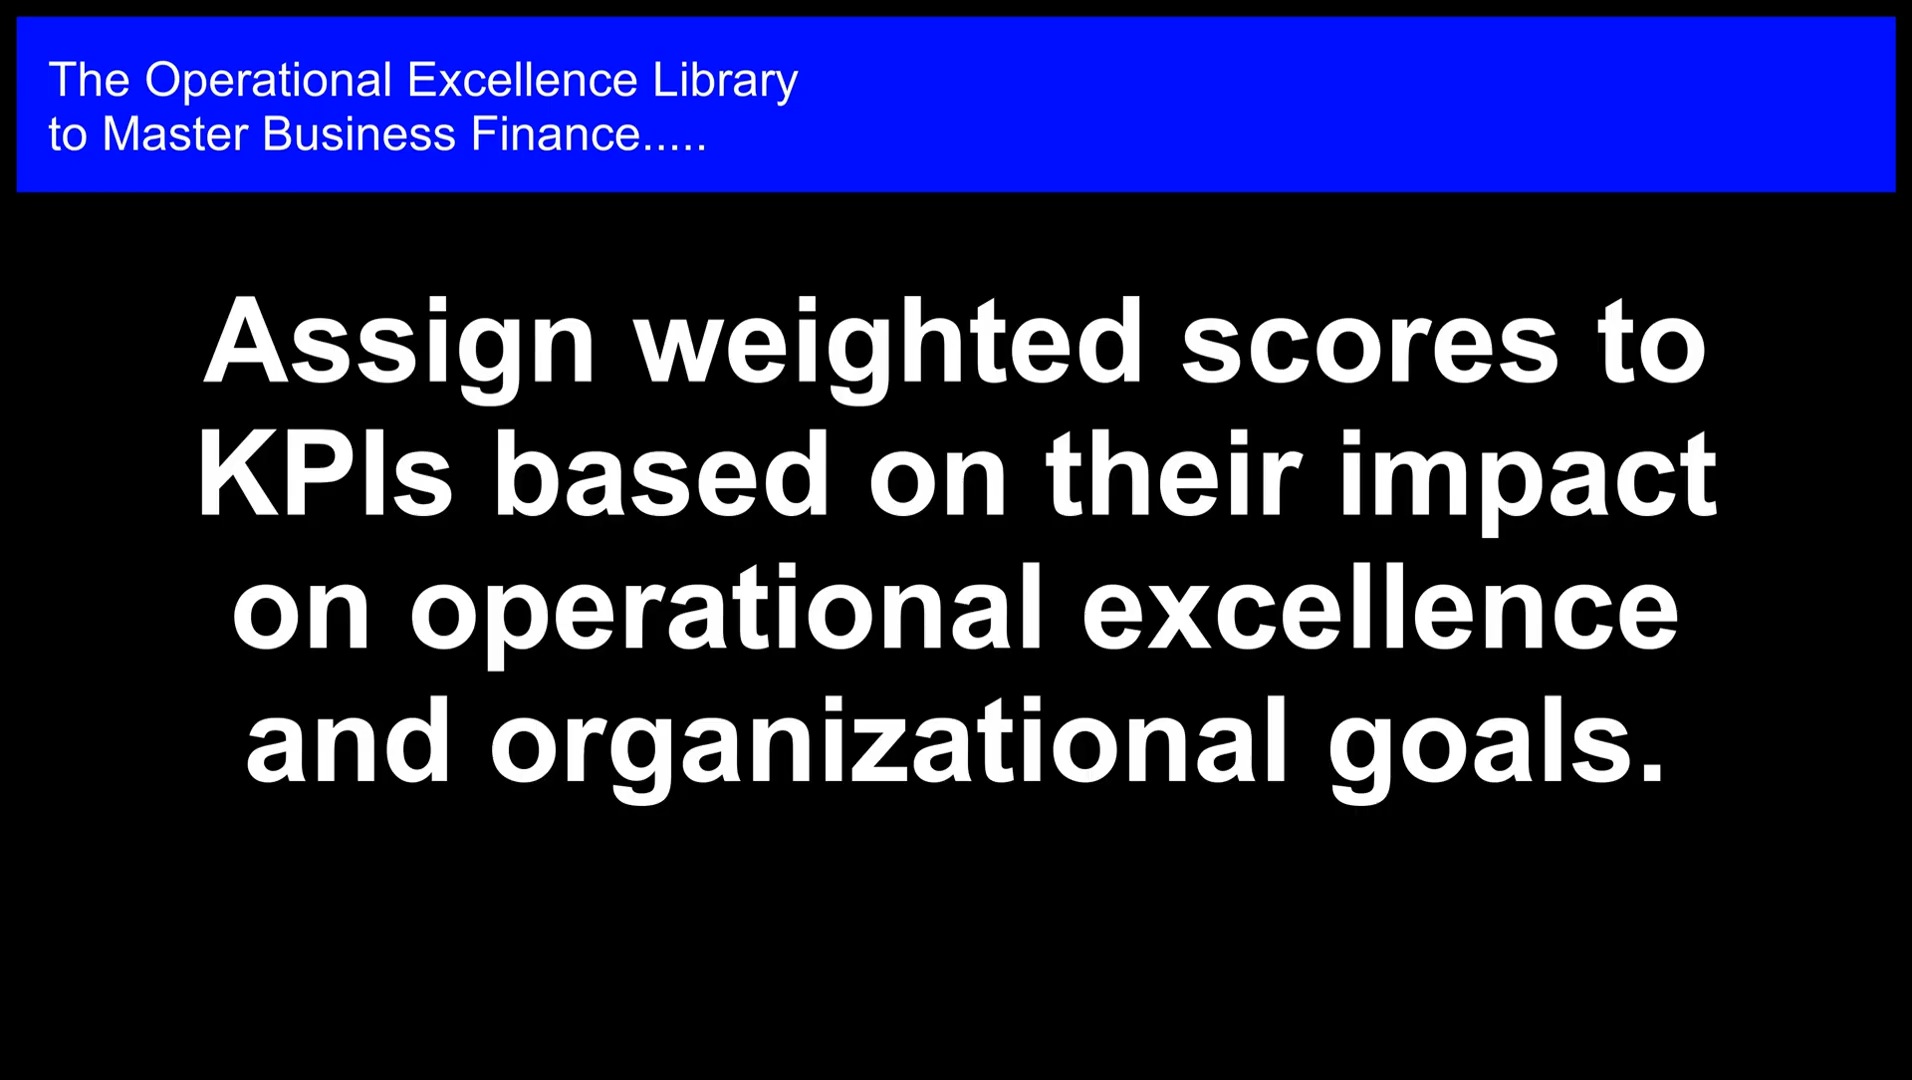 The Operational Excellence Library
to Master Business Finance.....
Assign weighted scores to
KPIs based on their impact
on operational excellence
and organizational goals.